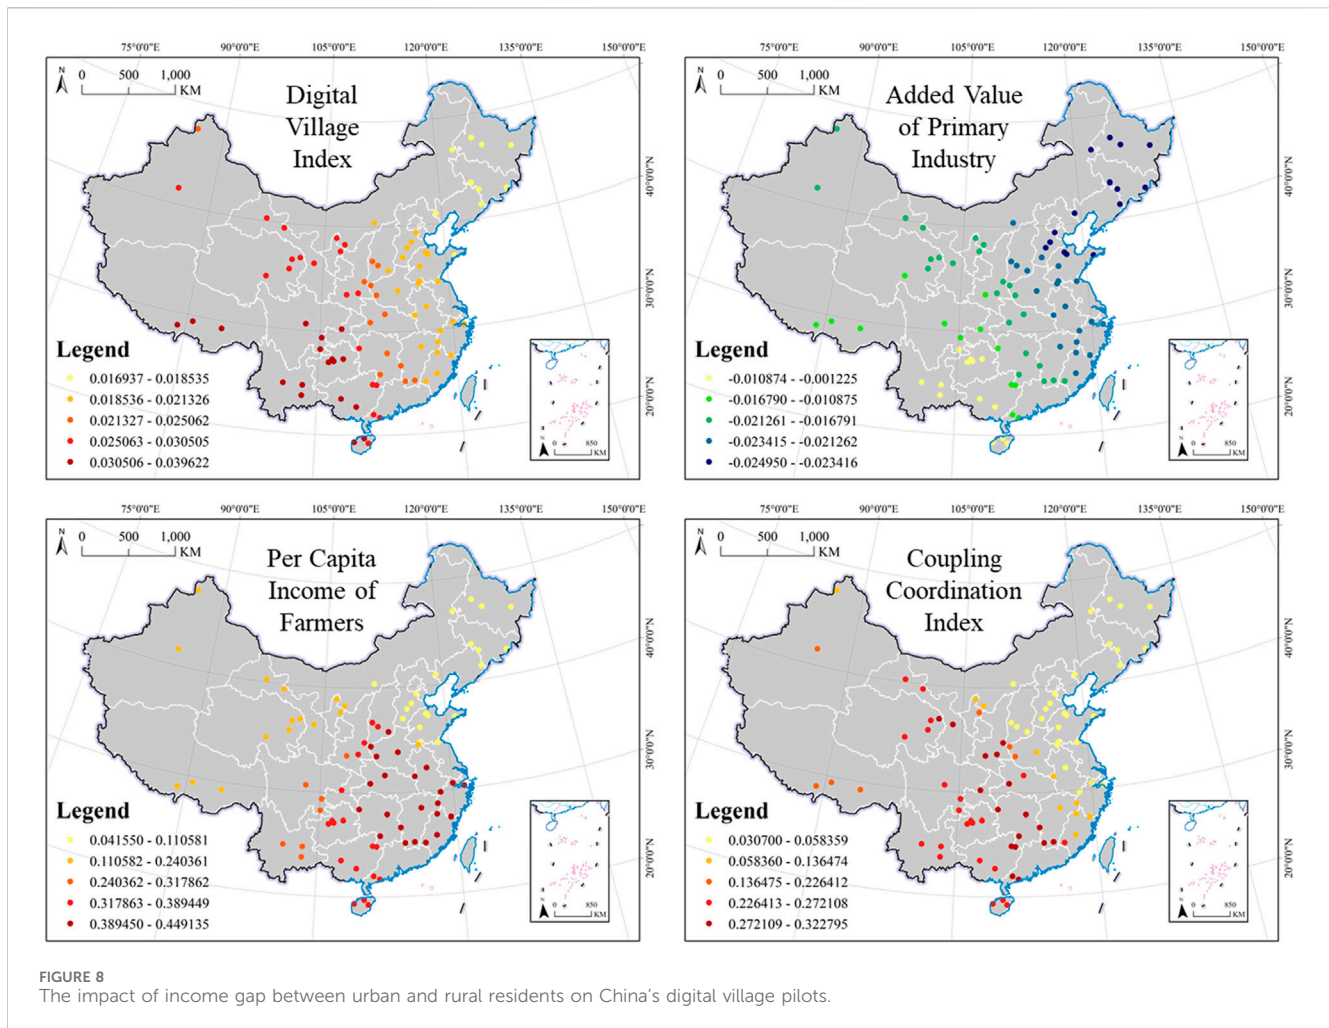 75°0'0"E 90°0'0"E 105°0'0"E 120°0'0"E 135°0'0"E 150°0'0"E
N
0 500 1,000
KM
Digital
Village
Index
40°0'0"N
30°0'0"N
20°0'0"N
Legend
0.016937 - 0.018535
0.018536 - 0.021326
0.021327 - 0.025062
0.025063 - 0.030505
0.030506 - 0.039622
N
0 850
KM
75°0'0"E 90°0'0"E 105°0'0"E 120°0'0"E 135°0'0"E 150°0'0"E
N
0 500 1,000
KM
Added Value
of Primary
Industry
40°0'0"N
30°0'0"N
20°0'0"N
Legend
-0.010874 - -0.001225
-0.016790 - -0.010875
-0.021261 - -0.016791
-0.023415 - -0.021262
-0.024950 - -0.023416
N
0 850
KM
75°0'0"E 90°0'0"E 105°0'0"E 120°0'0"E 135°0'0"E 150°0'0"E
N
0 500 1,000
KM
Per Capita
Income of
Farmers
40°0'0"N
30°0'0"N
20°0'0"N
Legend
0.041550 - 0.110581
0.110582 - 0.240361
0.240362 - 0.317862
0.317863 - 0.389449
0.389450 - 0.449135
N
0 850
KM
75°0'0"E 90°0'0"E 105°0'0"E 120°0'0"E 135°0'0"E 150°0'0"E
N
0 500 1,000
KM
Coupling
Coordination
Index
40°0'0"N
30°0'0"N
20°0'0"N
Legend
0.030700 - 0.058359
0.058360 - 0.136474
0.136475 - 0.226412
0.226413 - 0.272108
0.272109 - 0.322795
N
0 850
KM
FIGURE 8
The impact of income gap between urban and rural residents on China's digital village pilots.